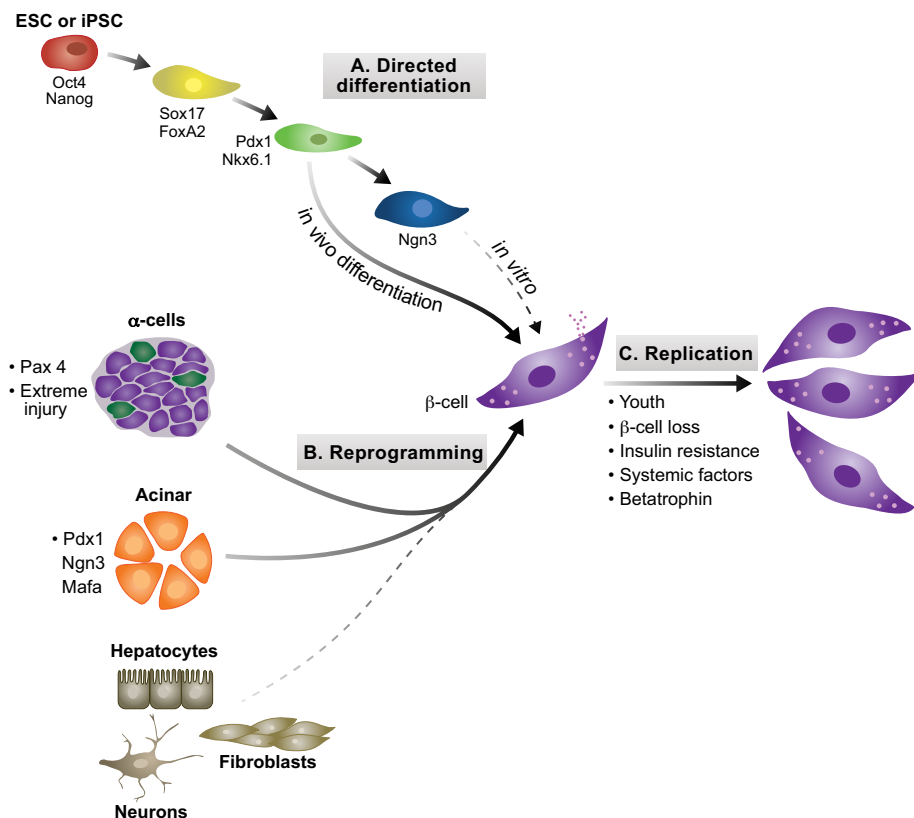 ESC or iPSC
Oct4
Nanog
A. Directed
differentiation
Sox17
FoxA2
Pdx1
Nkx6.1
Ngn3
in vivo differentiation
in vitro
α-cells
• Pax 4
• Extreme
injury
β-cell
C. Replication
• Youth
• β-cell loss
• Insulin resistance
• Systemic factors
• Betatrophin
B. Reprogramming
Acinar
• Pdx1
Ngn3
Mafa
Hepatocytes
Fibroblasts
Neurons